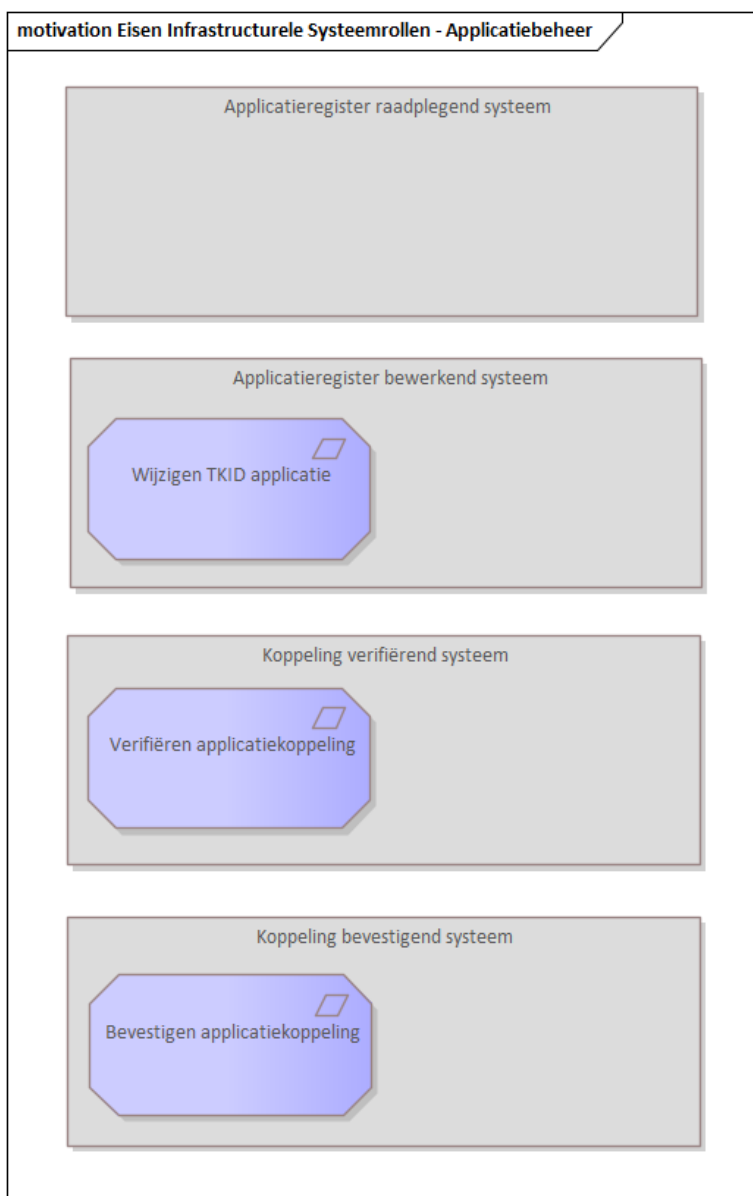 motivation Eisen Infrastructurele Systeemrollen - Applicatiebeheer
Applicatieregister raadplegend systeem
Applicatieregister bewerkend systeem
Wijzigen TKID applicatie
Koppeling verifiërend systeem
Verifiëren applicatiekoppeling
Koppeling bevestigend systeem
Bevestigen applicatiekoppeling